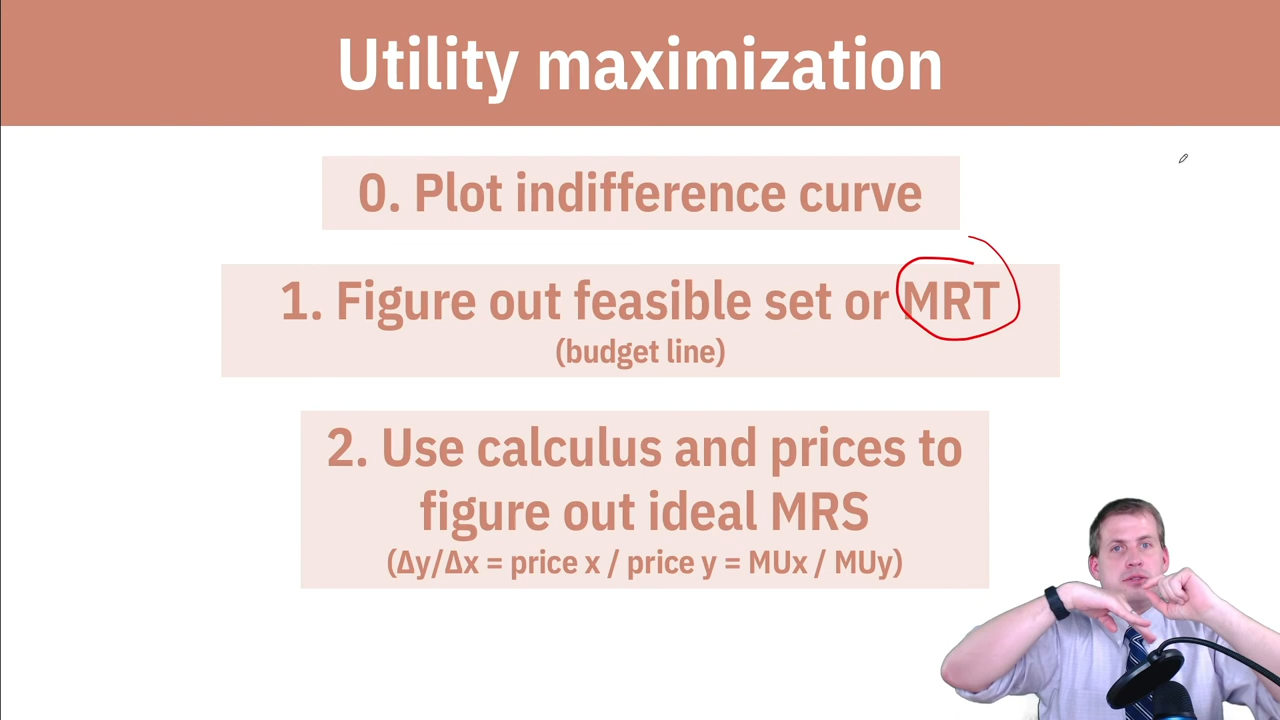 Utility maximization
0. Plot indifference curve
1. Figure out feasible set or MRT
(budget line)
2. Use calculus and prices to
figure out ideal MRS
(Δy/Δx = price x / price y = MUx / MUy)